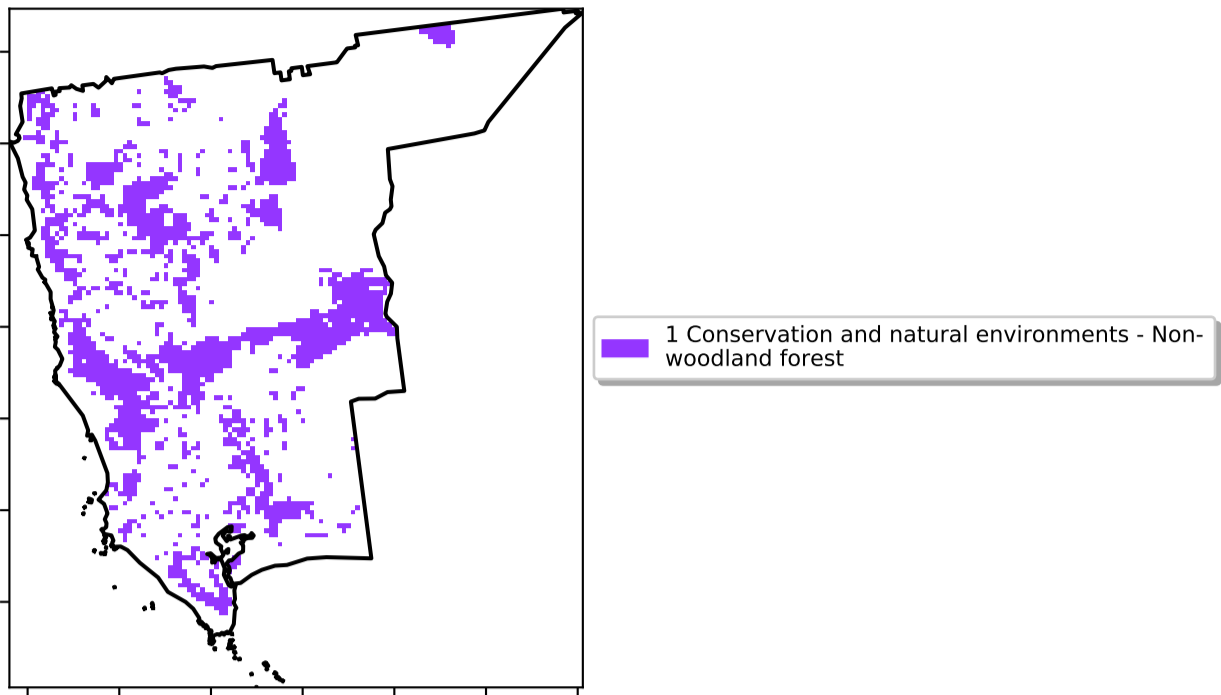 1 Conservation and natural environments - Non-
woodland forest